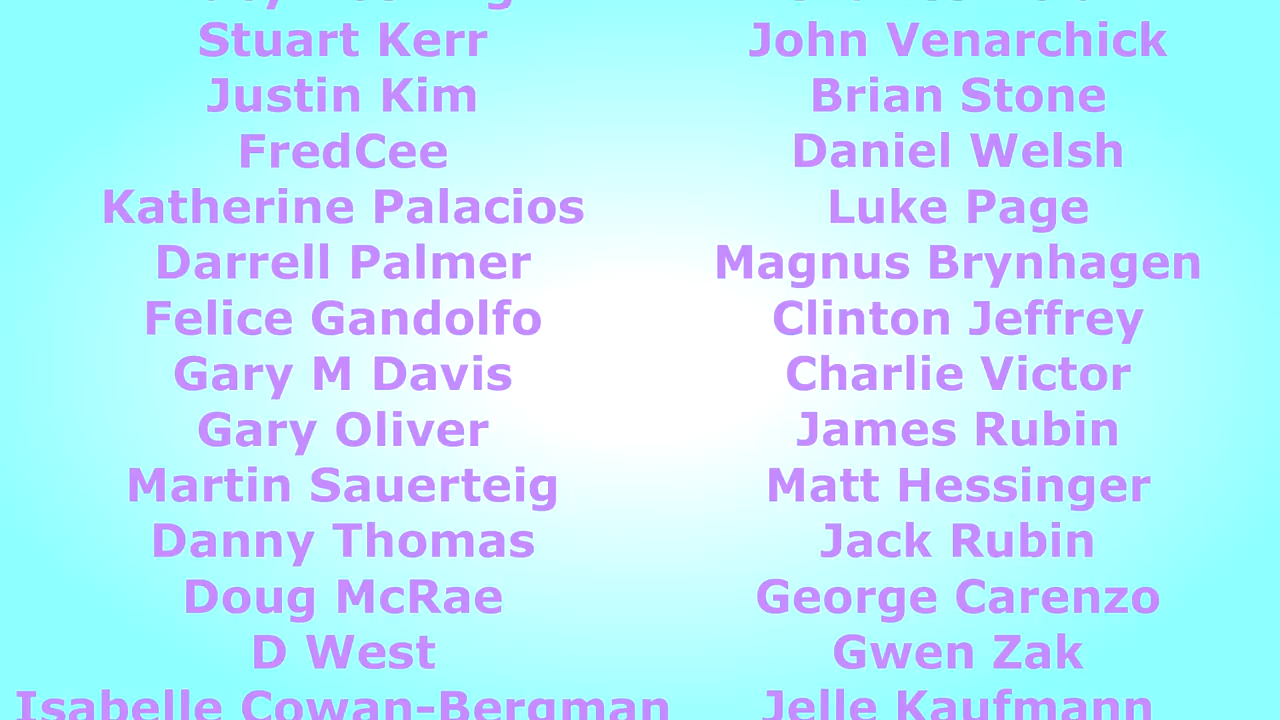 Stuart Kerr
Justin Kim
FredCee
Katherine Palacios
Darrell Palmer
Felice Gandolfo
Gary M Davis
Gary Oliver
Martin Sauerteig
Danny Thomas
Doug McRae
D West
Isabelle Cowan-Bergman
John Venarchick
Brian Stone
Daniel Welsh
Luke Page
Magnus Brynhagen
Clinton Jeffrey
Charlie Victor
James Rubin
Matt Hessinger
Jack Rubin
George Carenzo
Gwen Zak
Jelle Kaufmann